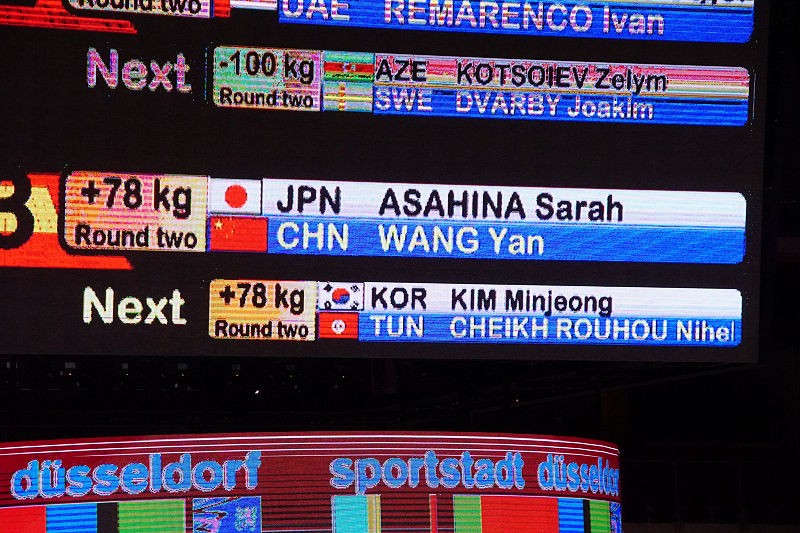 Round two
UAE REMARENCO Ivan
Next
-100 kg AZE KOTSOIEV Zelym
Round two SWE DVARBY Joakim
+78 kg JPN ASAHINA Sarah
Round two CHN WANG Yan
Next
+78 kg KOR KIM Minjeong
Round two TUN CHEIKH ROUHOU Nihel
düsseldorf sportstadt düsseldorf